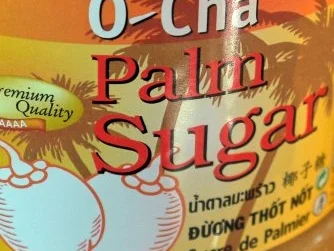 O-Cha
Palm
Sugar
Premium
Quality
AAAA
น้ำตาลมะพร้าว 椰子糖
ĐƯỜNG THỐT NỐT
de Palmier